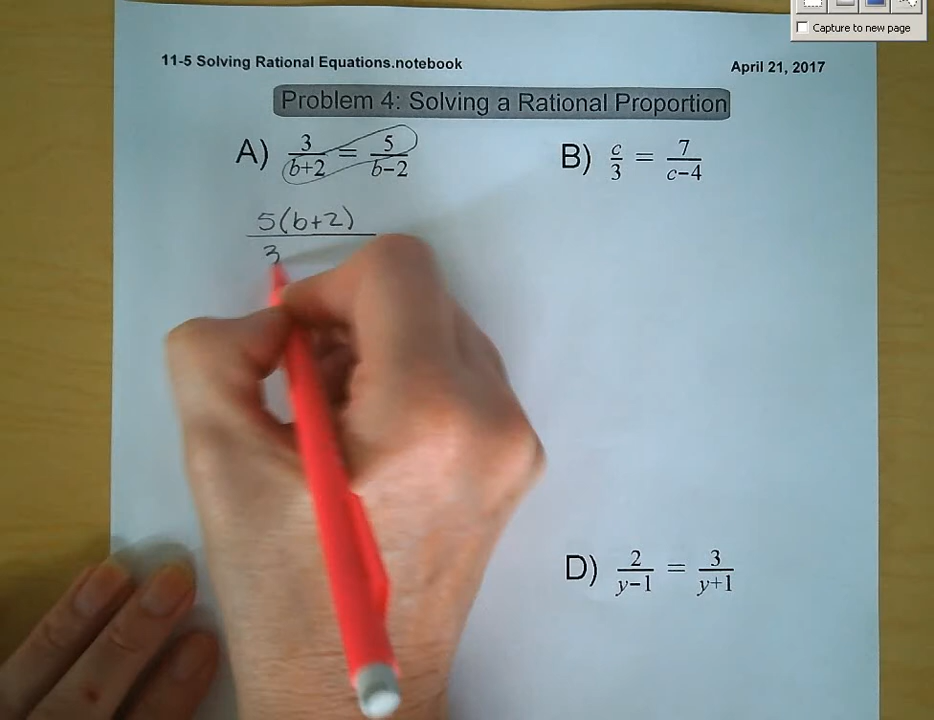 Capture to new page
11-5 Solving Rational Equations.notebook
April 21, 2017
Problem 4: Solving a Rational Proportion
A) 3/(b+2) = 5/(b−2)
B) c/3 = 7/(c−4)
5(b+2)
3
D) 2/(y−1) = 3/(y+1)